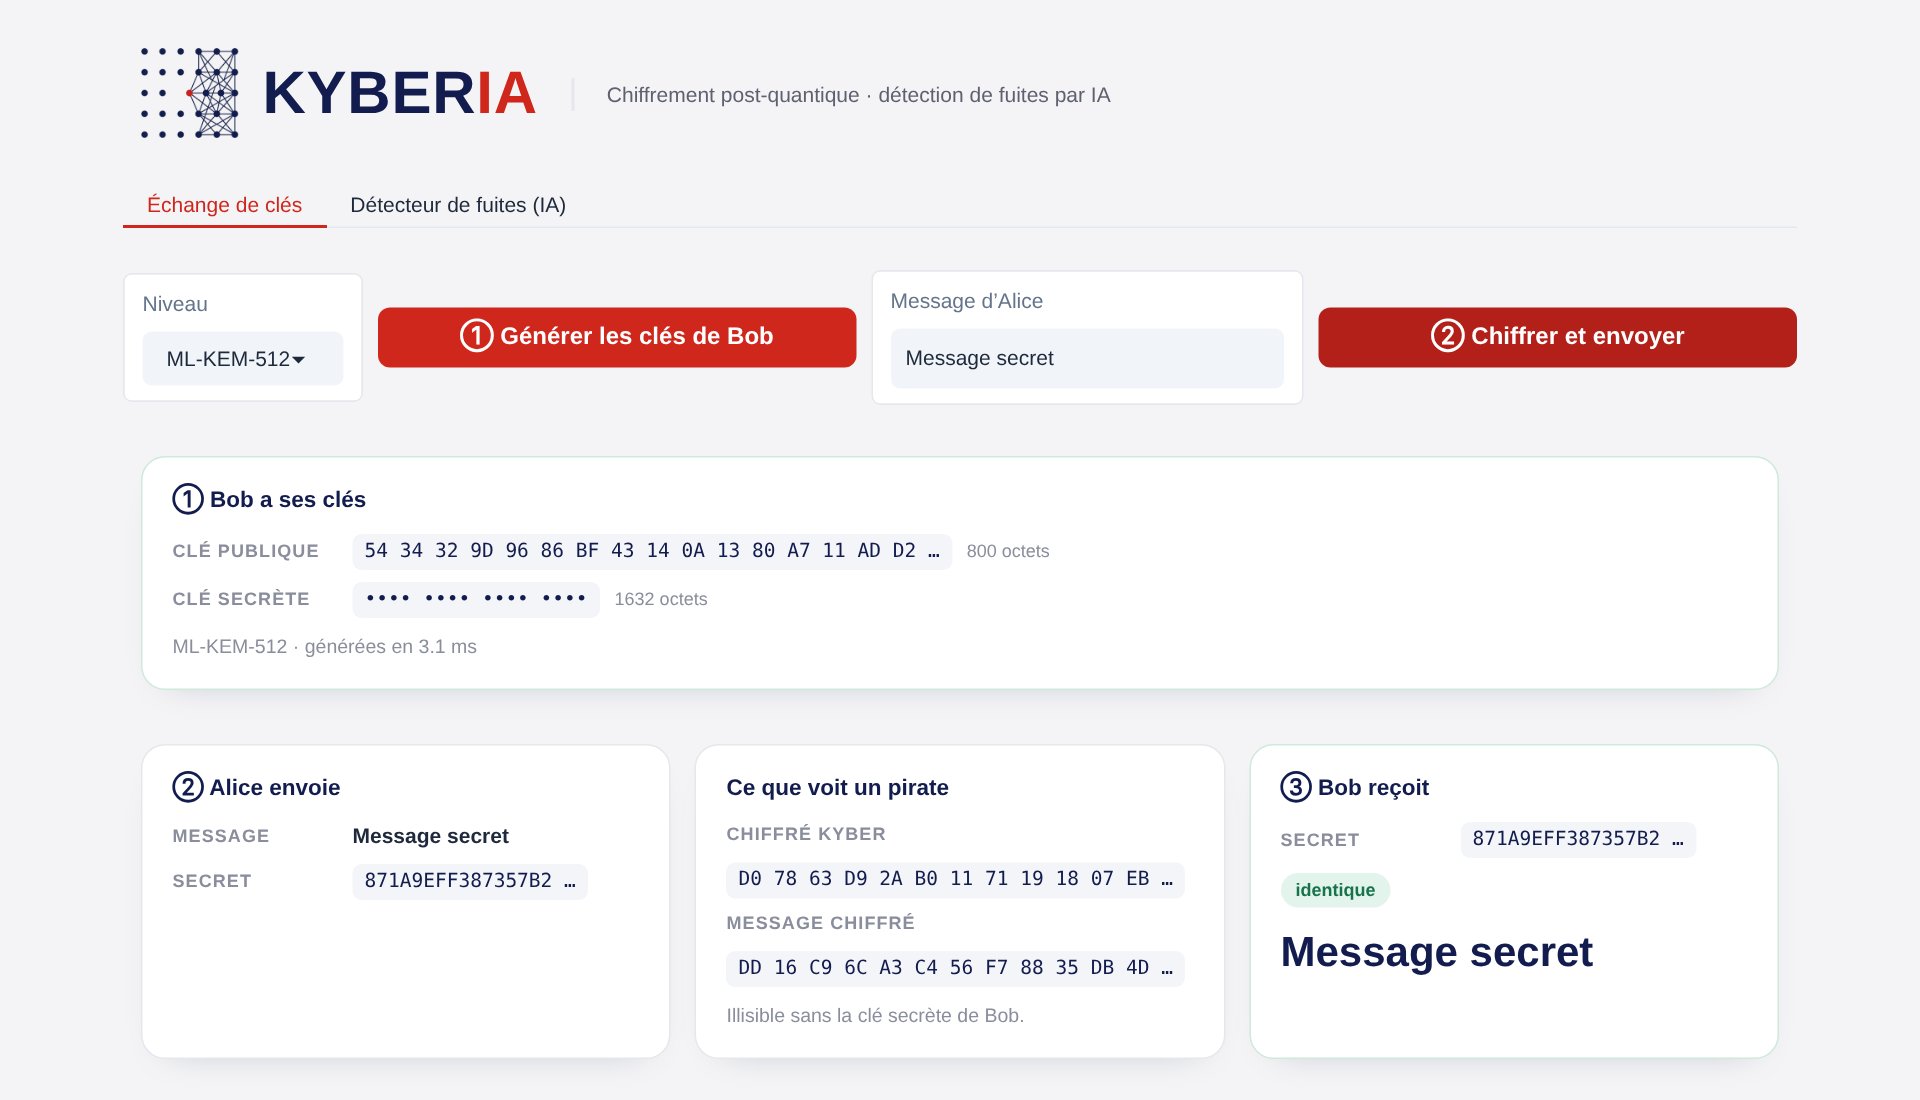 KYBERIA
Chiffrement post-quantique · détection de fuites par IA
Échange de clés
Détecteur de fuites (IA)
Niveau
ML-KEM-512
① Générer les clés de Bob
Message d’Alice
Message secret
② Chiffrer et envoyer
① Bob a ses clés
CLÉ PUBLIQUE 54 34 32 9D 96 86 BF 43 14 0A 13 80 A7 11 AD D2 … 800 octets
CLÉ SECRÈTE •••• •••• •••• •••• 1632 octets
ML-KEM-512 · générées en 3.1 ms
② Alice envoie
MESSAGE Message secret
SECRET 871A9EFF387357B2 …
Ce que voit un pirate
CHIFFRÉ KYBER
D0 78 63 D9 2A B0 11 71 19 18 07 EB …
MESSAGE CHIFFRÉ
DD 16 C9 6C A3 C4 56 F7 88 35 DB 4D …
Illisible sans la clé secrète de Bob.
③ Bob reçoit
SECRET 871A9EFF387357B2 …
identique
Message secret